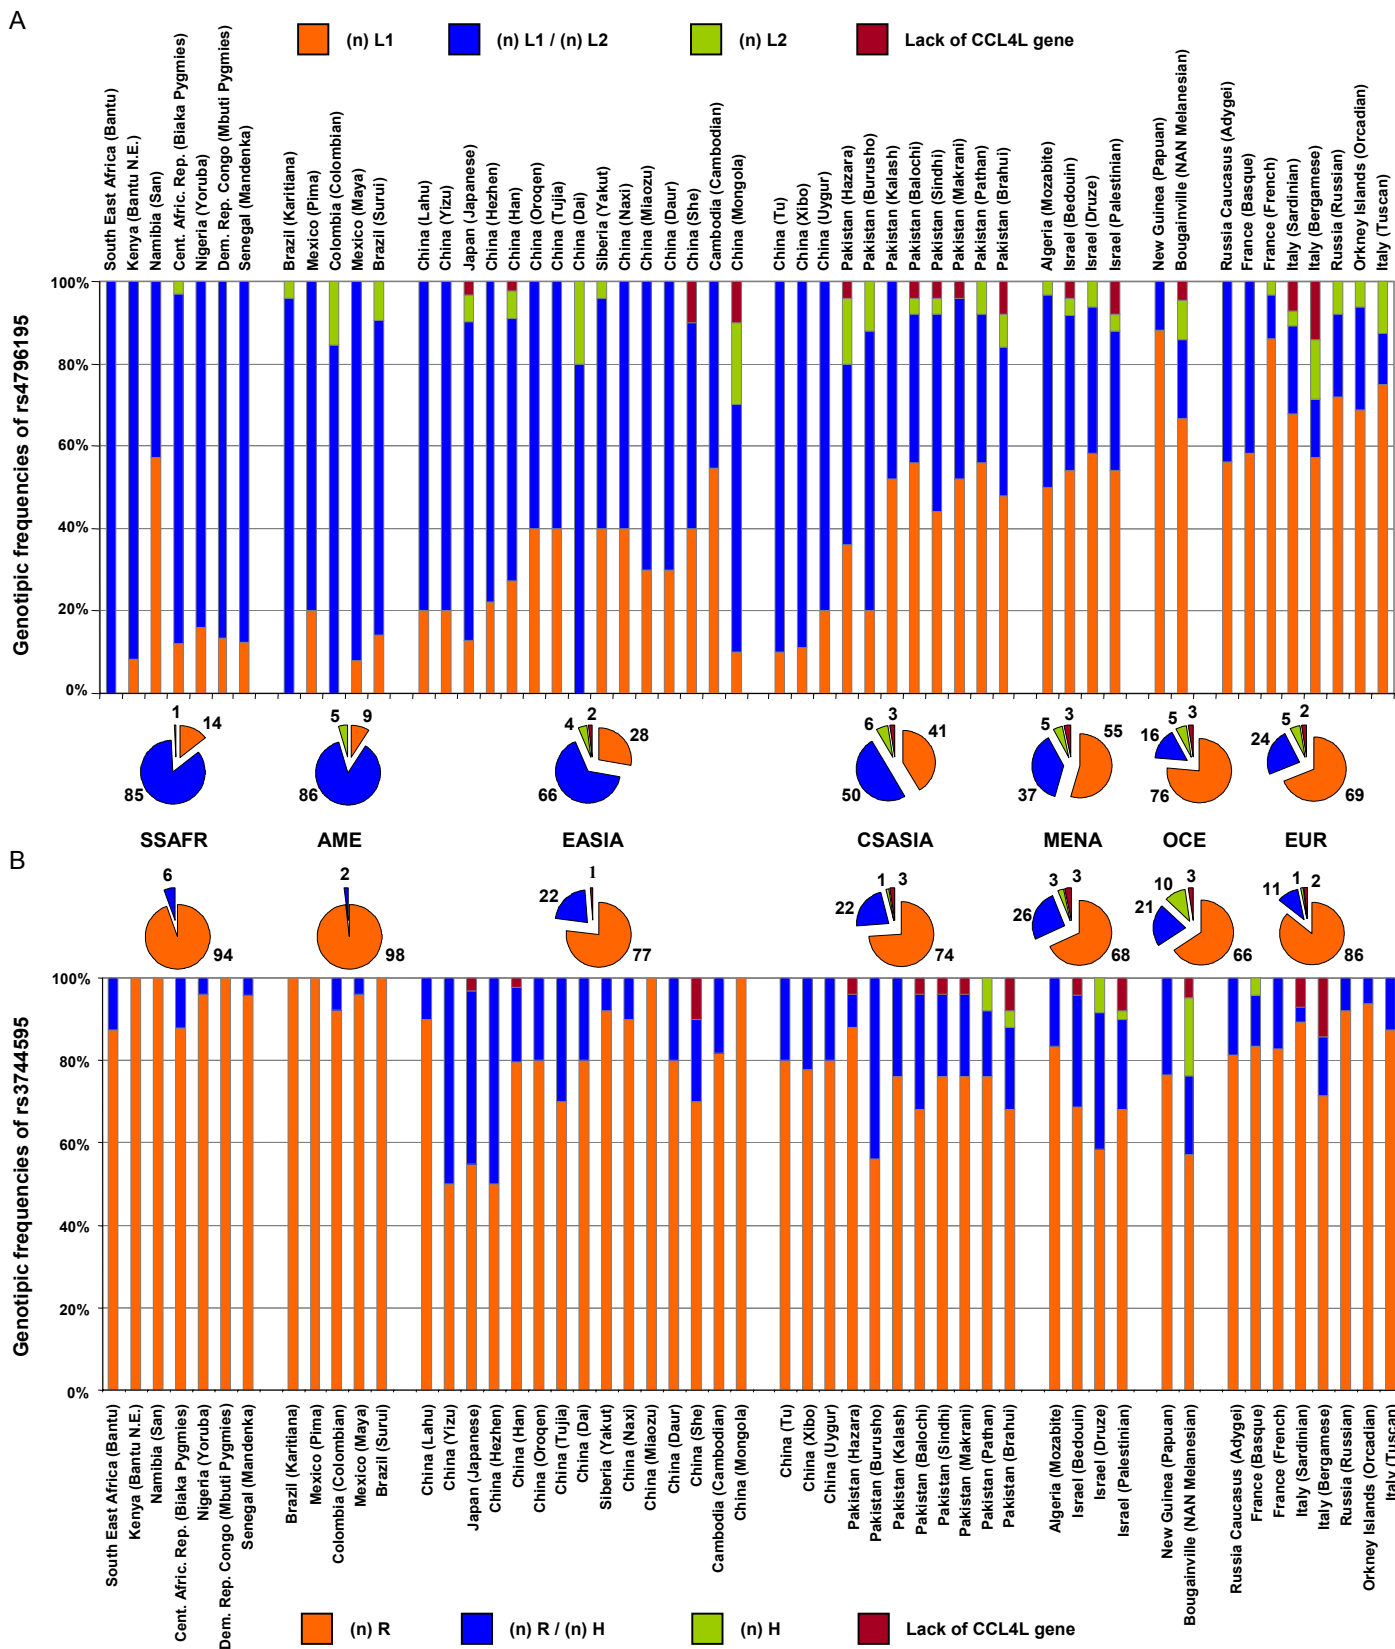 A
(n) L1
(n) L1 / (n) L2
(n) L2
Lack of CCL4L gene
South East Africa (Bantu)
Kenya (Bantu N.E.)
Namibia (San)
Cent. Afric. Rep. (Biaka Pygmies)
Nigeria (Yoruba)
Dem. Rep. Congo (Mbuti Pygmies)
Senegal (Mandenka)
Brazil (Karitiana)
Mexico (Pima)
Colombia (Colombian)
Mexico (Maya)
Brazil (Surui)
China (Lahu)
China (Yizu)
Japan (Japanese)
China (Hezhen)
China (Han)
China (Oroqen)
China (Tujia)
China (Dai)
Siberia (Yakut)
China (Naxi)
China (Miaozu)
China (Daur)
China (She)
Cambodia (Cambodian)
China (Mongola)
China (Tu)
China (Xibo)
China (Uygur)
Pakistan (Hazara)
Pakistan (Burusho)
Pakistan (Kalash)
Pakistan (Balochi)
Pakistan (Sindhi)
Pakistan (Makrani)
Pakistan (Pathan)
Pakistan (Brahui)
Algeria (Mozabite)
Israel (Bedouin)
Israel (Druze)
Israel (Palestinian)
New Guinea (Papuan)
Bougainville (NAN Melanesian)
Russia Caucasus (Adygei)
France (Basque)
France (French)
Italy (Sardinian)
Italy (Bergamese)
Russia (Russian)
Orkney Islands (Orcadian)
Italy (Tuscan)
Genotipic frequencies of rs4796195
100%
80%
60%
40%
20%
0%
1 14 85
5 9 86
4 2 28 66
6 3 41 50
5 3 55 37
5 3 16 76
5 2 24 69
SSAFR AME EASIA CSASIA MENA OCE EUR
B
6 94
2 98
1 22 77
1 3 22 74
3 3 26 68
10 3 21 66
1 2 11 86
Genotipic frequencies of rs3744595
100%
80%
60%
40%
20%
0%
South East Africa (Bantu)
Kenya (Bantu N.E.)
Namibia (San)
Cent. Afric. Rep. (Biaka Pygmies)
Nigeria (Yoruba)
Dem. Rep. Congo (Mbuti Pygmies)
Senegal (Mandenka)
Brazil (Karitiana)
Mexico (Pima)
Colombia (Colombian)
Mexico (Maya)
Brazil (Surui)
China (Lahu)
China (Yizu)
Japan (Japanese)
China (Hezhen)
China (Han)
China (Oroqen)
China (Tujia)
China (Dai)
Siberia (Yakut)
China (Naxi)
China (Miaozu)
China (Daur)
China (She)
Cambodia (Cambodian)
China (Mongola)
China (Tu)
China (Xibo)
China (Uygur)
Pakistan (Hazara)
Pakistan (Burusho)
Pakistan (Kalash)
Pakistan (Balochi)
Pakistan (Sindhi)
Pakistan (Makrani)
Pakistan (Pathan)
Pakistan (Brahui)
Algeria (Mozabite)
Israel (Bedouin)
Israel (Druze)
Israel (Palestinian)
New Guinea (Papuan)
Bougainville (NAN Melanesian)
Russia Caucasus (Adygei)
France (Basque)
France (French)
Italy (Sardinian)
Italy (Bergamese)
Russia (Russian)
Orkney Islands (Orcadian)
Italy (Tuscan)
(n) R
(n) R / (n) H
(n) H
Lack of CCL4L gene